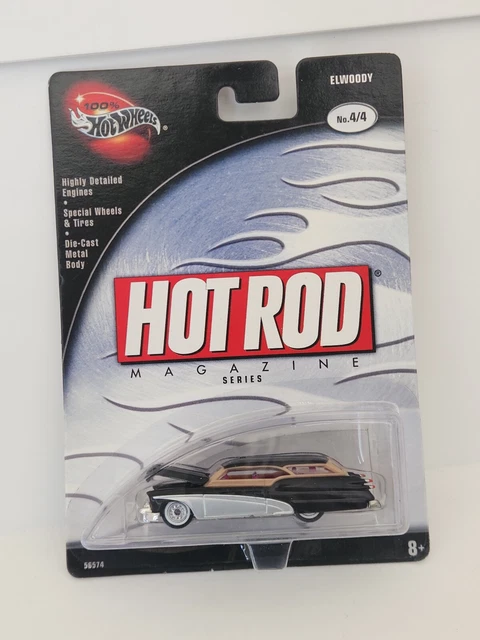 100%
Hot Wheels
ELWOODY
No. 4/4
Highly Detailed
Engines
•
Special Wheels
& Tires
•
Die-Cast
Metal
Body
HOT ROD®
MAGAZINE
SERIES
56574
8+